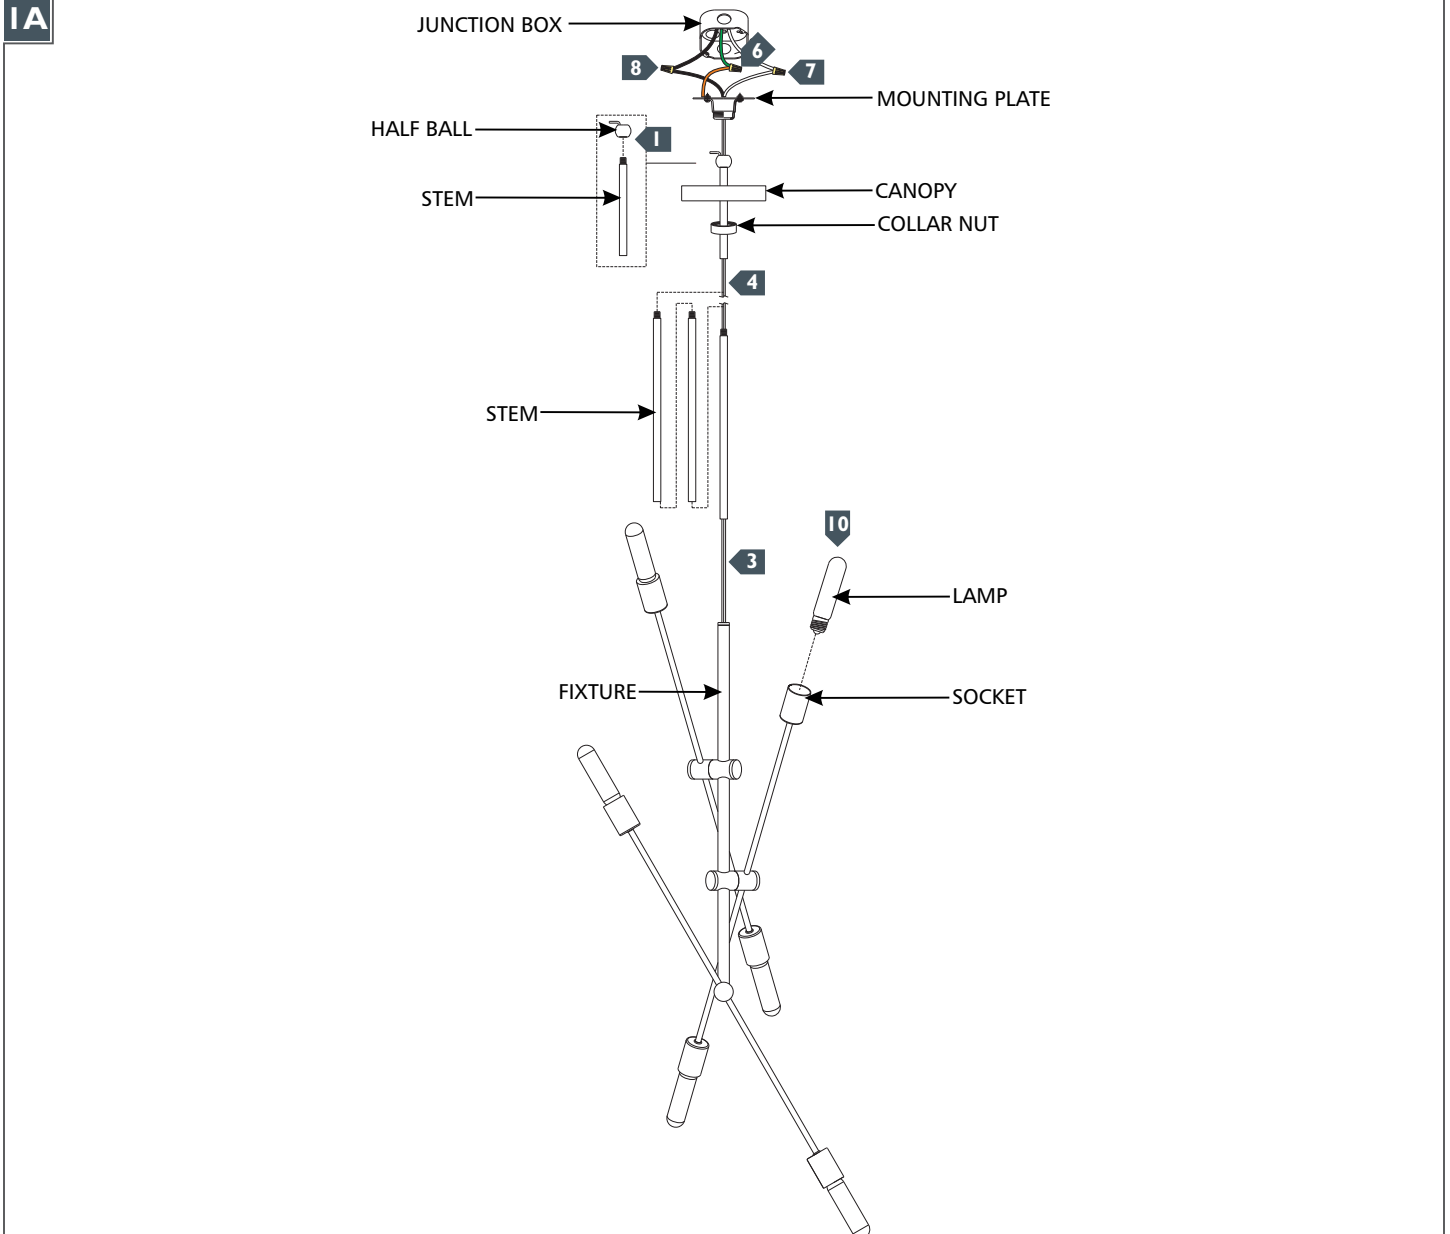 1A
JUNCTION BOX
6
8
7
MOUNTING PLATE
HALF BALL
1
CANOPY
STEM
COLLAR NUT
4
STEM
10
3
LAMP
FIXTURE
SOCKET